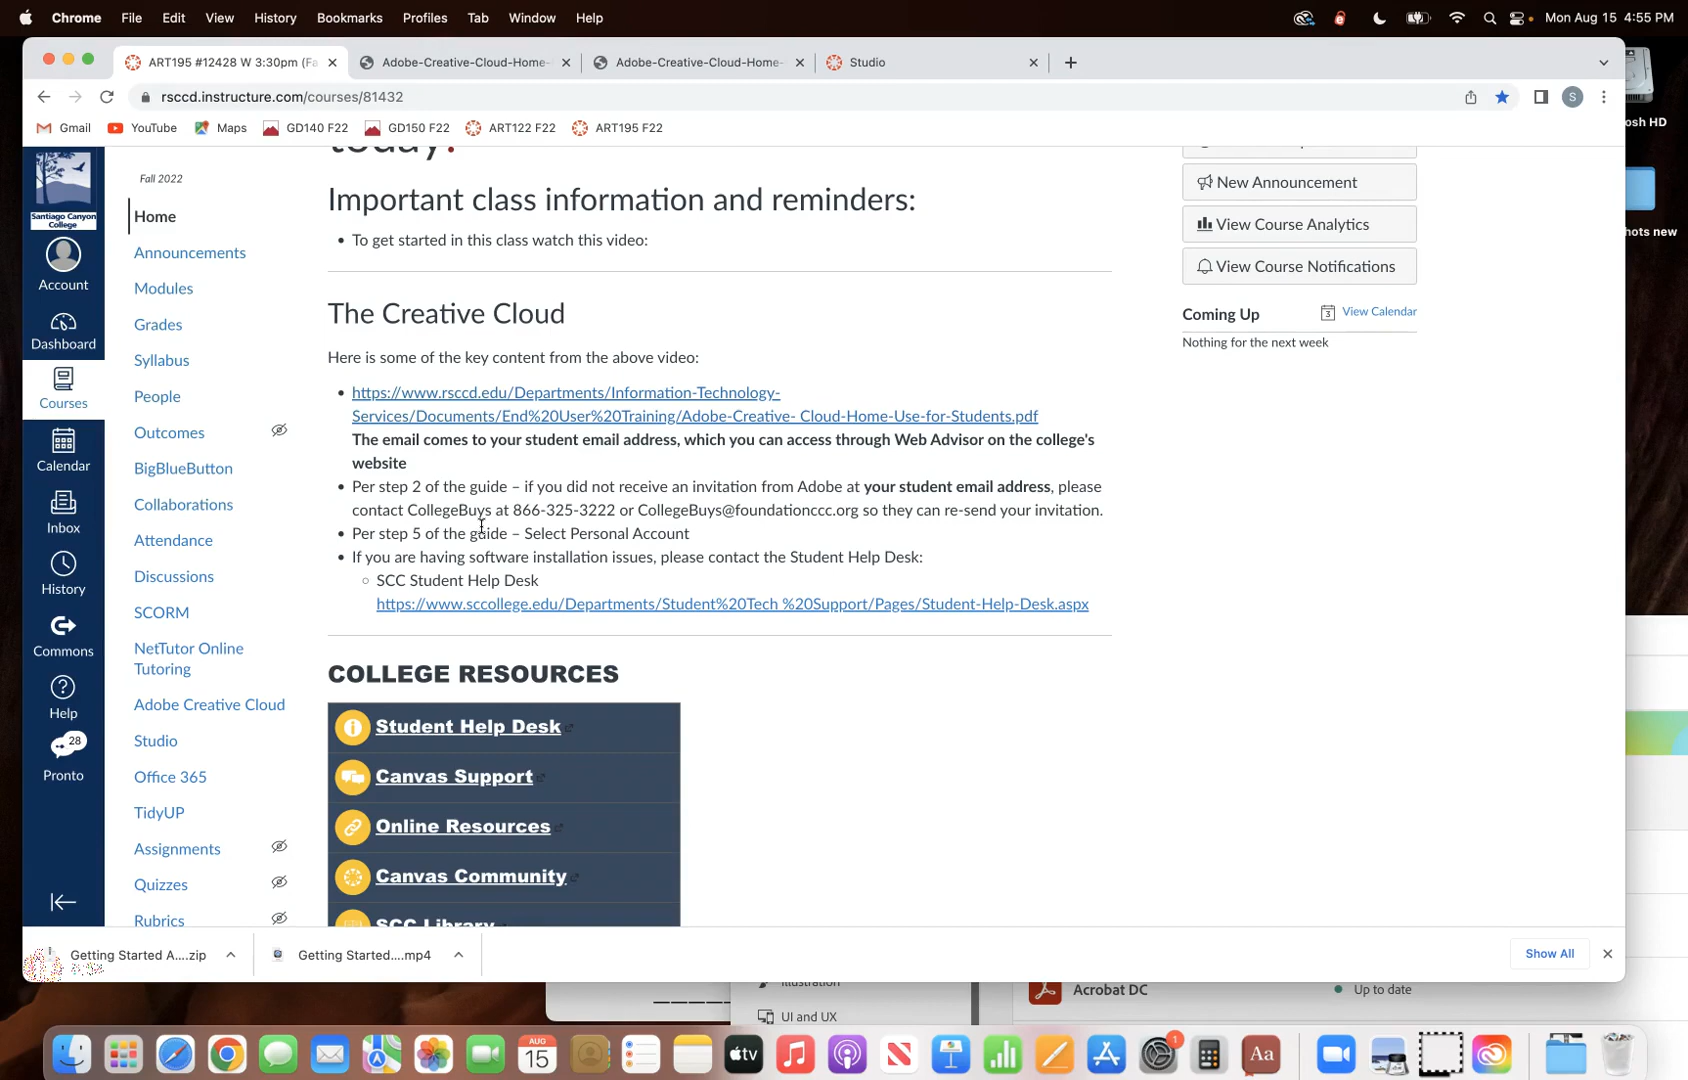 Chrome File Edit View History Bookmarks Profiles Tab Window Help Mon Aug 15 4:55 PM
ART195 #12428 W 3:30pm (Fa Adobe-Creative-Cloud-Home- Adobe-Creative-Cloud-Home- Studio
rsccd.instructure.com/courses/81432 S
Gmail YouTube Maps GD140 F22 GD150 F22 ART122 F22 ART195 F22
osh HD
hots new
Santiago Canyon
College
Account
Dashboard
Courses
Calendar
Inbox
History
Commons
Help
28
Pronto
Fall 2022
Home
Announcements
Modules
Grades
Syllabus
People
Outcomes
BigBlueButton
Collaborations
Attendance
Discussions
SCORM
NetTutor Online
Tutoring
Adobe Creative Cloud
Studio
Office 365
TidyUP
Assignments
Quizzes
Rubrics
today.
Important class information and reminders:
• To get started in this class watch this video:
The Creative Cloud
Here is some of the key content from the above video:
• https://www.rsccd.edu/Departments/Information-Technology-
Services/Documents/End%20User%20Training/Adobe-Creative- Cloud-Home-Use-for-Students.pdf
The email comes to your student email address, which you can access through Web Advisor on the college's
website
• Per step 2 of the guide – if you did not receive an invitation from Adobe at your student email address, please
contact CollegeBuys at 866-325-3222 or CollegeBuys@foundationccc.org so they can re-send your invitation.
• Per step 5 of the guide – Select Personal Account
• If you are having software installation issues, please contact the Student Help Desk:
◦ SCC Student Help Desk
https://www.sccollege.edu/Departments/Student%20Tech %20Support/Pages/Student-Help-Desk.aspx
COLLEGE RESOURCES
Student Help Desk
Canvas Support
Online Resources
Canvas Community
SCC Library
New Announcement
View Course Analytics
View Course Notifications
Coming Up 3 View Calendar
Nothing for the next week
Getting Started A....zip Getting Started....mp4 Show All
Illustration
UI and UX
Acrobat DC Up to date
AUG
15
tv
1
Aa